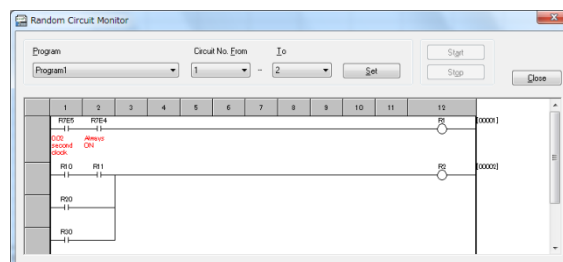 Random Circuit Monitor
Program
Circuit No. From
To
Start
Program1
1
-
2
Set
Stop
Close
1 2 3 4 5 6 7 8 9 10 11 12
R7E5 R7E4 R1 [00001]
0.02 second clock
Always ON
R10 R11 R2 [00002]
R20
R30